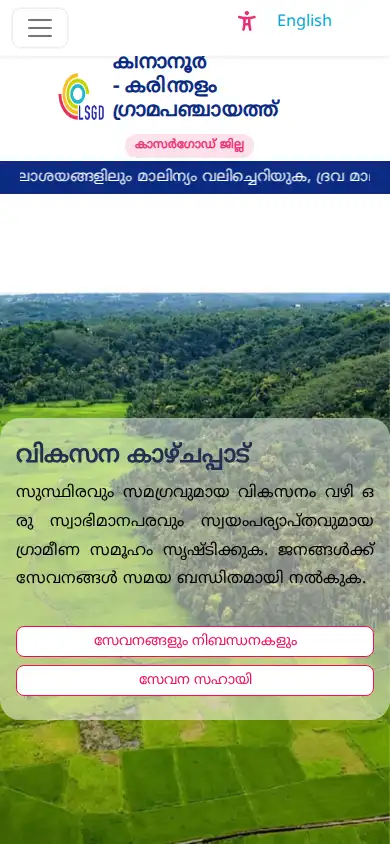 English
കിനാനൂർ
- കരിന്തളം
ഗ്രാമപഞ്ചായത്ത്
LSGD
കാസർഗോഡ് ജില്ല
ലാശയങ്ങളിലും മാലിന്യം വലിച്ചെറിയുക, ദ്രവ
വികസന കാഴ്ചപ്പാട്
സുസ്ഥിരവും സമഗ്രവുമായ വികസനം വഴി ഒ
രു സ്വാഭിമാനപരവും സ്വയംപര്യാപ്തവുമായ
ഗ്രാമീണ സമൂഹം സൃഷ്ടിക്കുക. ജനങ്ങൾക്ക്
സേവനങ്ങൾ സമയ ബന്ധിതമായി നൽകുക.
സേവനങ്ങളും നിബന്ധനകളും
സേവന സഹായി